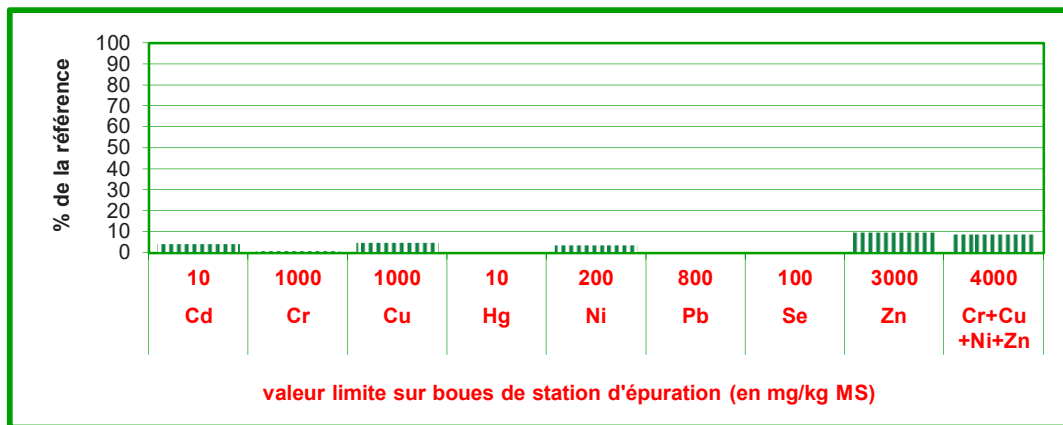 % de la référence
100
90
80
70
60
50
40
30
20
10
0
10 1000 1000 10 200 800 100 3000 4000
Cd Cr Cu Hg Ni Pb Se Zn Cr+Cu
+Ni+Zn
valeur limite sur boues de station d'épuration (en mg/kg MS)